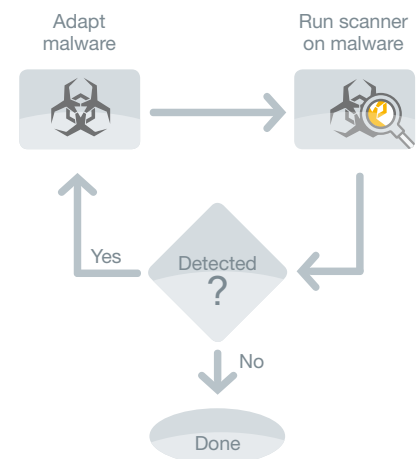 Adapt
malware
Run scanner
on malware
Yes
Detected
?
No
Done